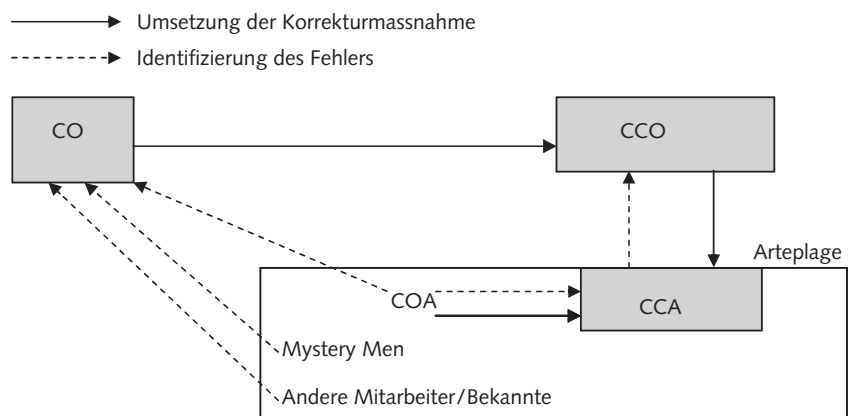 Umsetzung der Korrekturmassnahme
Identifizierung des Fehlers
CO
CCO
Arteplage
COA
CCA
Mystery Men
Andere Mitarbeiter/Bekannte